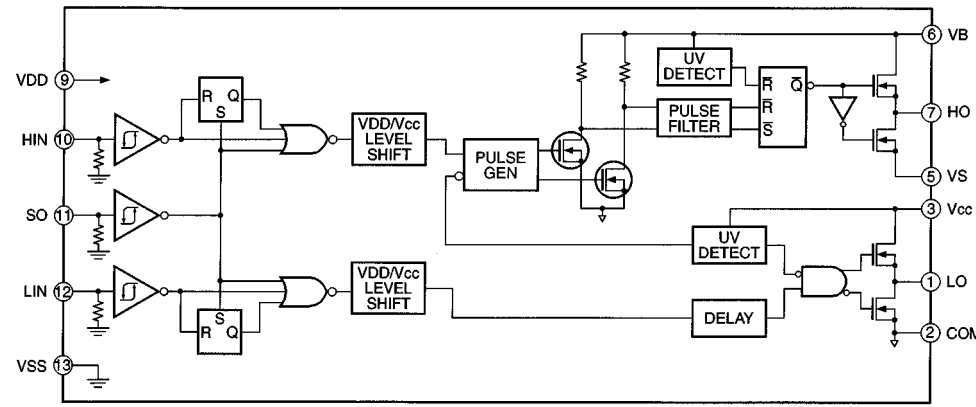 VDD 9
HIN 10
SO 11
LIN 12
VSS 13
R Q
S
VDD/Vcc
LEVEL
SHIFT
PULSE
GEN
UV
DETECT
PULSE
FILTER
R̅ Q̅
R̅
S̅
6 VB
7 HO
5 VS
3 Vcc
1 LO
2 COM
S
R Q
VDD/Vcc
LEVEL
SHIFT
UV
DETECT
DELAY